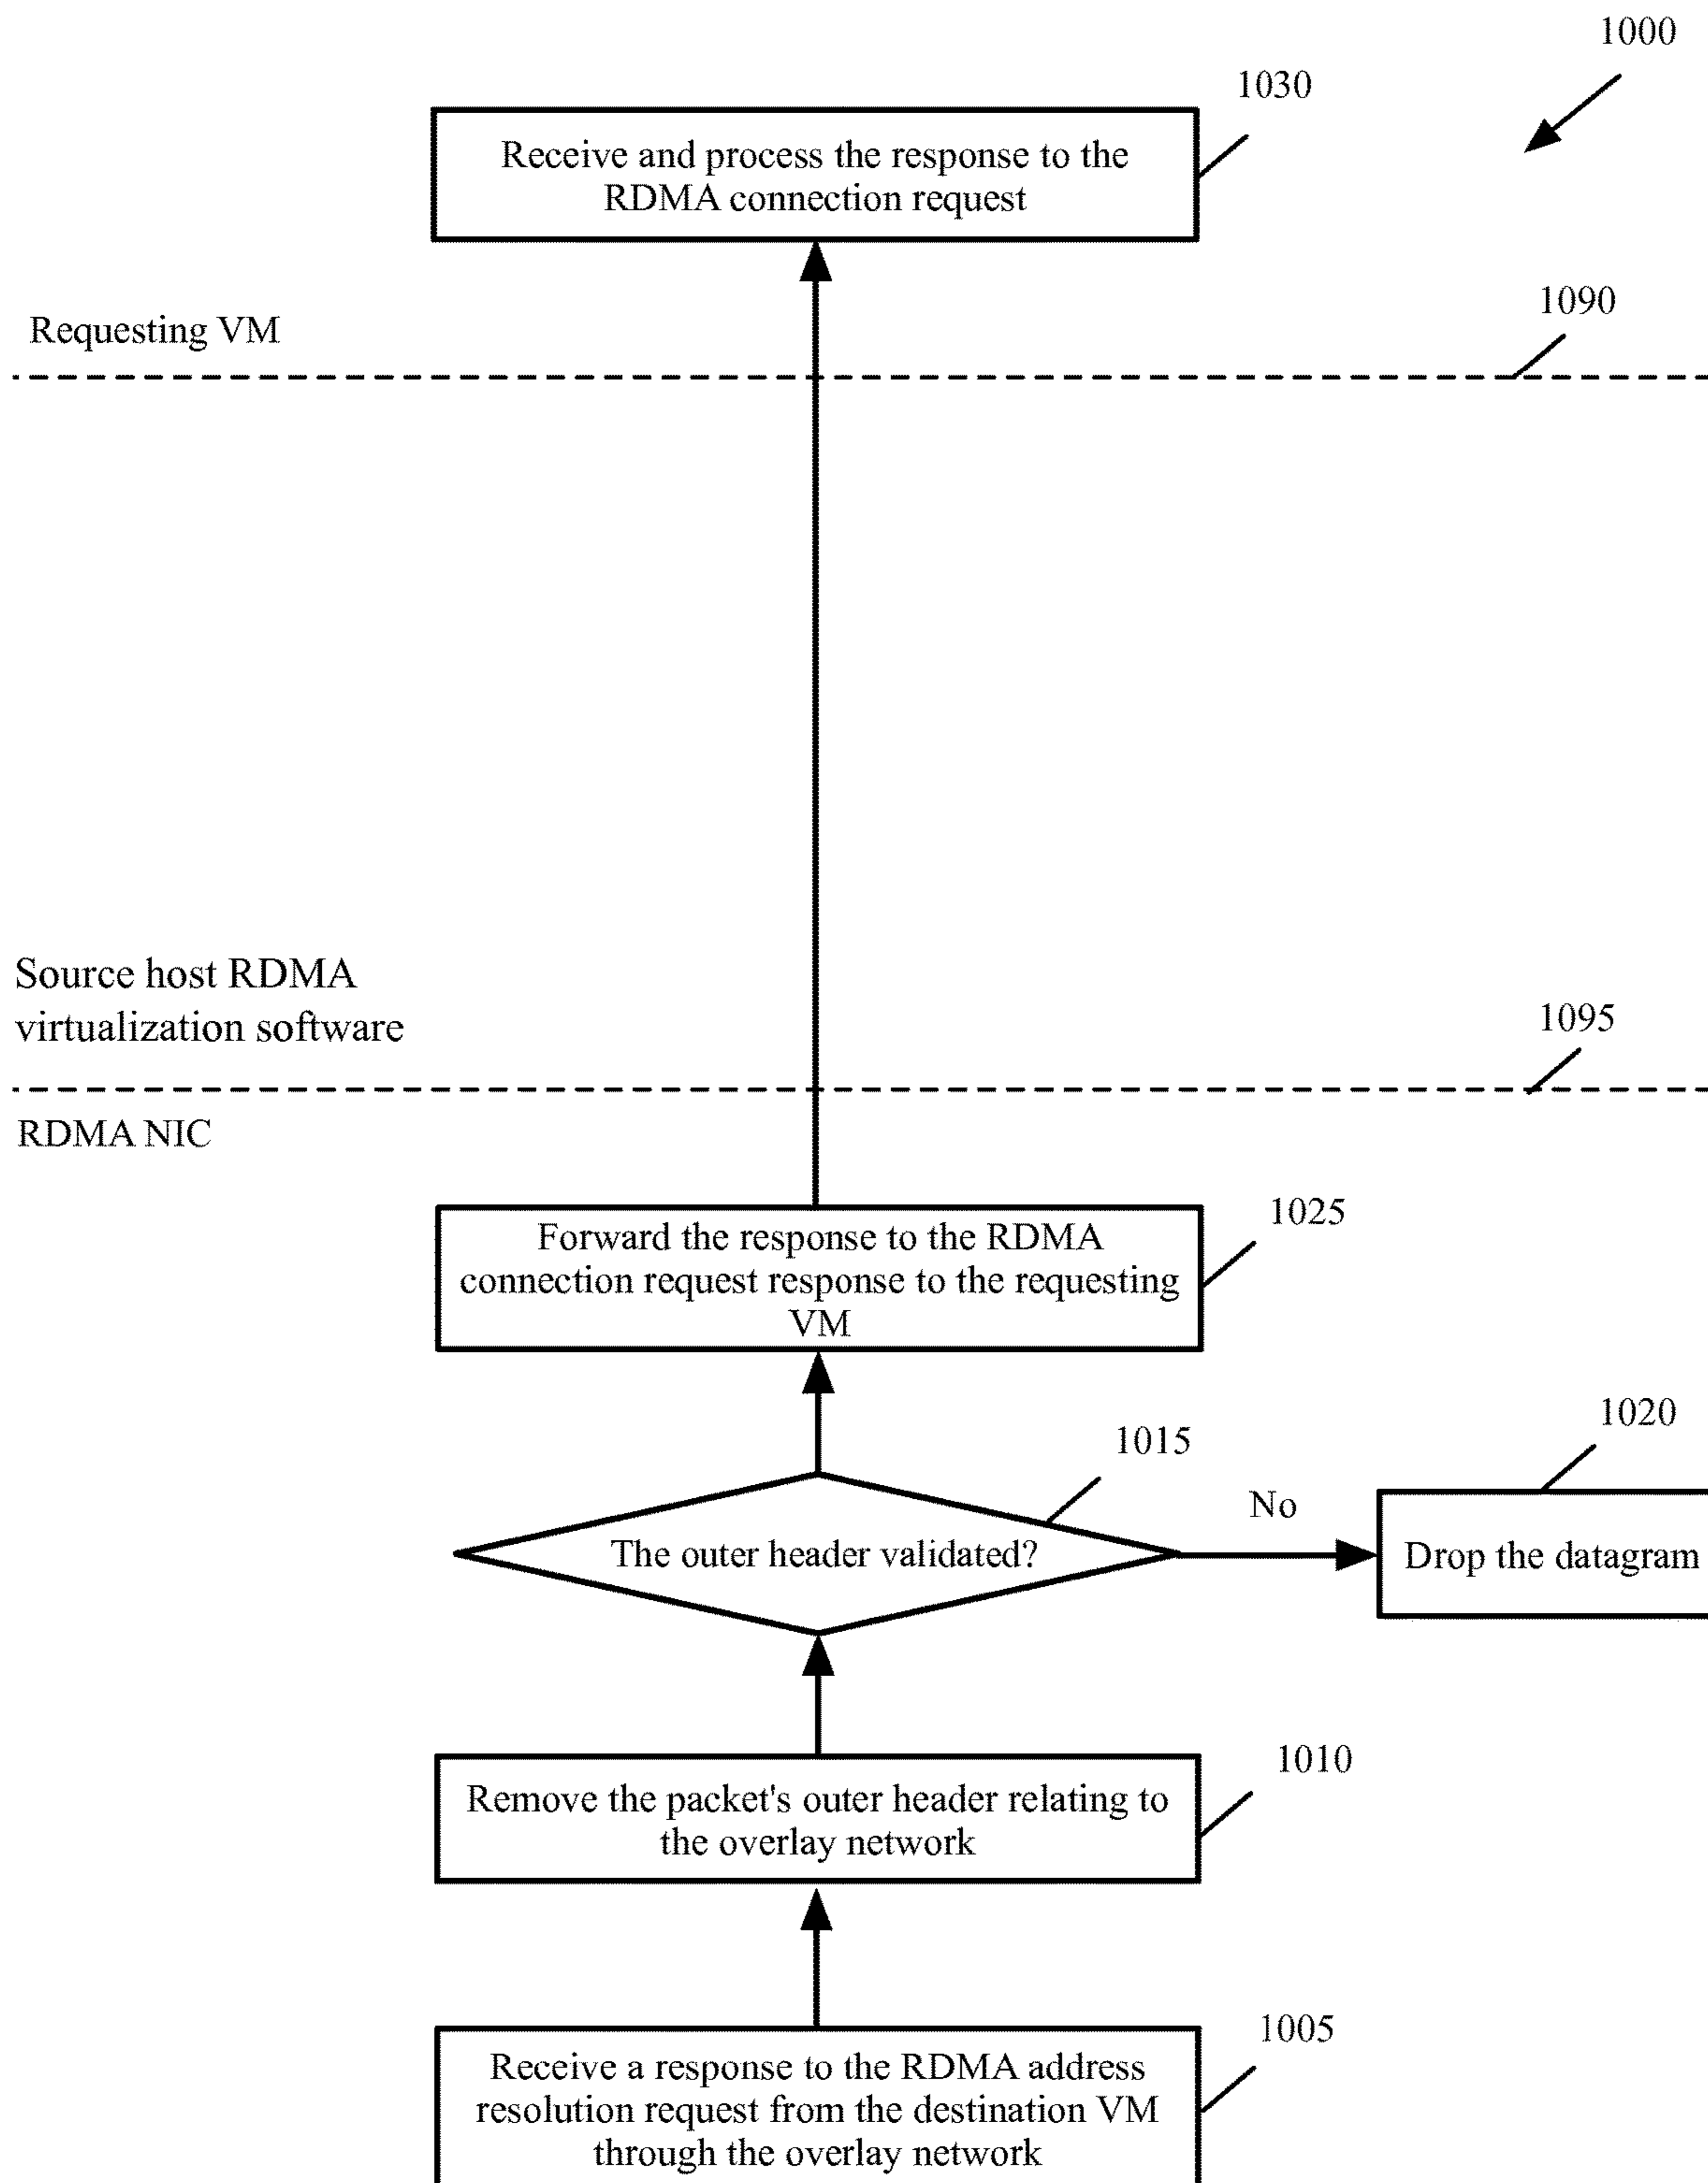 1000
1030
Receive and process the response to the
RDMA connection request
1090
Requesting VM
Source host RDMA
virtualization software
1095
RDMA NIC
1025
Forward the response to the RDMA
connection request response to the requesting
VM
1020
1015
No
The outer header validated?
Drop the datagram
1010
Remove the packet's outer header relating to
the overlay network
1005
Receive a response to the RDMA address
resolution request from the destination VM
through the overlay network